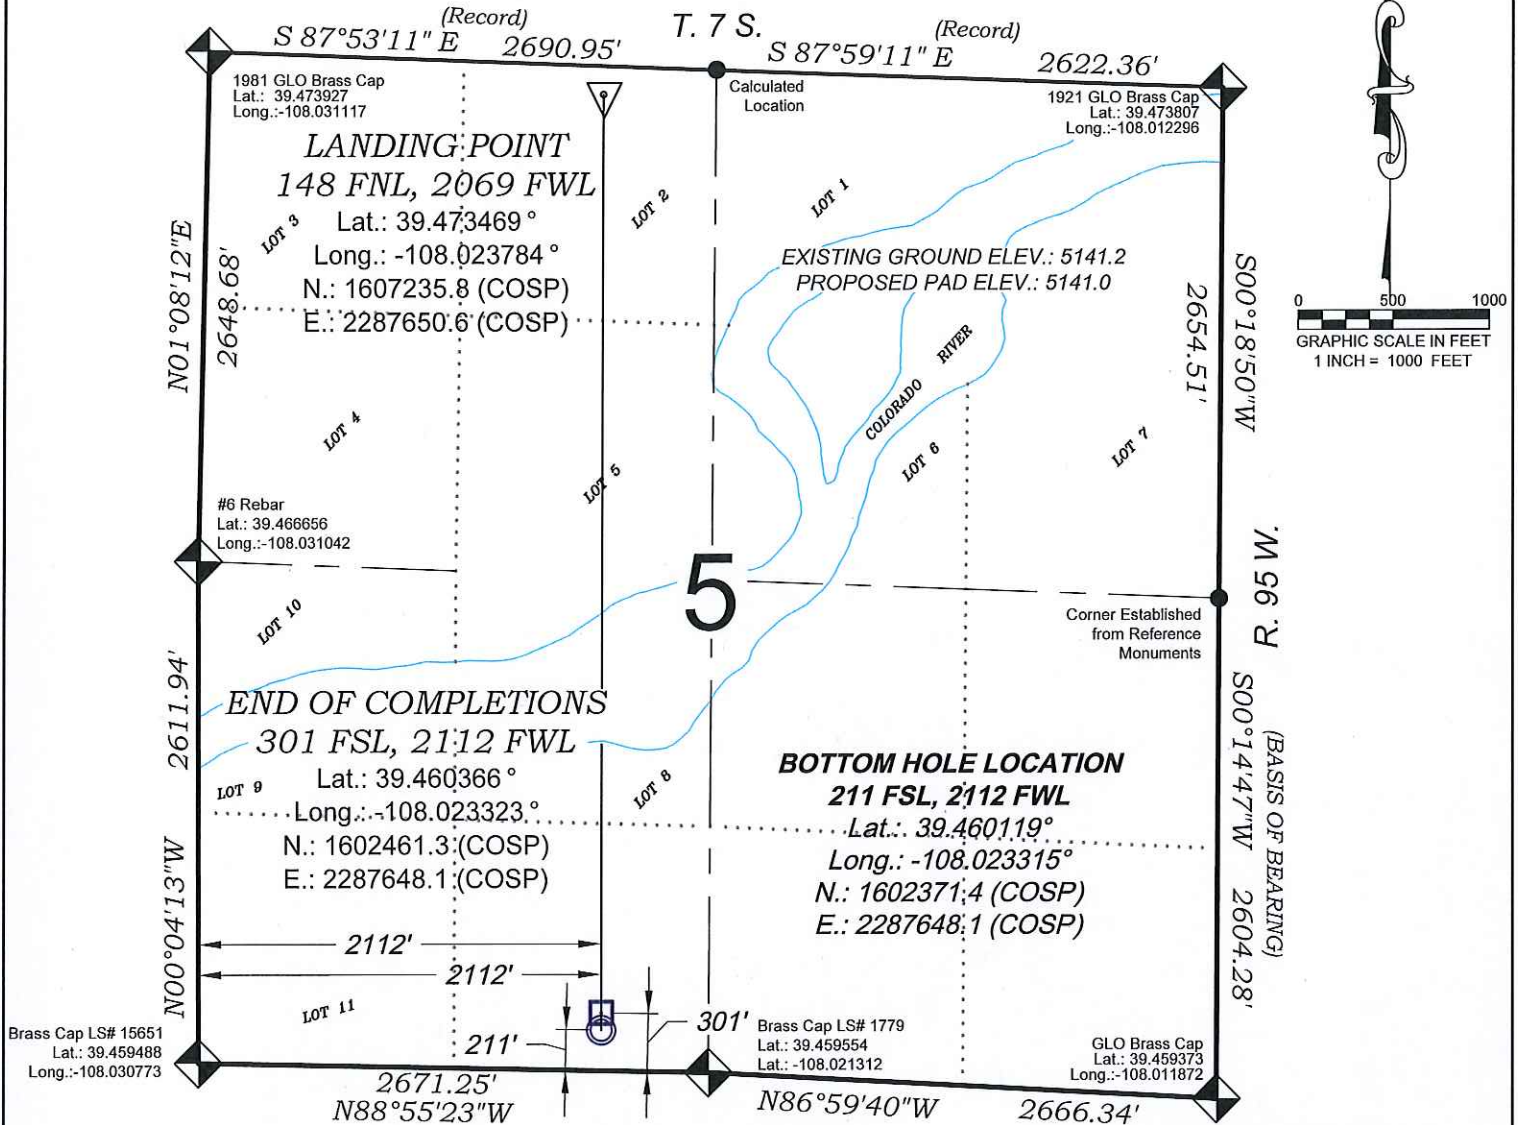 (Record)
S 87°53'11" E 2690.95'
T. 7 S.
(Record)
S 87°59'11" E 2622.36'
1981 GLO Brass Cap
Lat.: 39.473927
Long.:-108.031117
Calculated
Location
1921 GLO Brass Cap
Lat.: 39.473807
Long.:-108.012296
LANDING POINT
148 FNL, 2069 FWL
Lat.: 39.473469°
Long.: -108.023784°
N.: 1607235.8 (COSP)
E.: 2287650.6 (COSP)
LOT 3
LOT 2
LOT 1
EXISTING GROUND ELEV.: 5141.2
PROPOSED PAD ELEV.: 5141.0
N01°08'12"E
2648.68'
S00°18'50"W
2654.51'
0 500 1000
GRAPHIC SCALE IN FEET
1 INCH = 1000 FEET
COLORADO RIVER
LOT 4
LOT 5
LOT 6
LOT 7
#6 Rebar
Lat.: 39.466656
Long.:-108.031042
5
R. 95 W.
LOT 10
Corner Established
from Reference
Monuments
2611.94'
N00°04'13"W
END OF COMPLETIONS
301 FSL, 2112 FWL
Lat.: 39.460366°
Long.: -108.023323°
N.: 1602461.3 (COSP)
E.: 2287648.1 (COSP)
LOT 9
LOT 8
BOTTOM HOLE LOCATION
211 FSL, 2112 FWL
Lat.: 39.460119°
Long.: -108.023315°
N.: 1602371.4 (COSP)
E.: 2287648.1 (COSP)
S00°14'47"W 2604.28'
(BASIS OF BEARING)
2112'
2112'
LOT 11
211'
301'
Brass Cap LS# 15651
Lat.: 39.459488
Long.:-108.030773
Brass Cap LS# 1779
Lat.: 39.459554
Lat.: -108.021312
GLO Brass Cap
Lat.: 39.459373
Long.:-108.011872
2671.25'
N88°55'23"W
N86°59'40"W 2666.34'